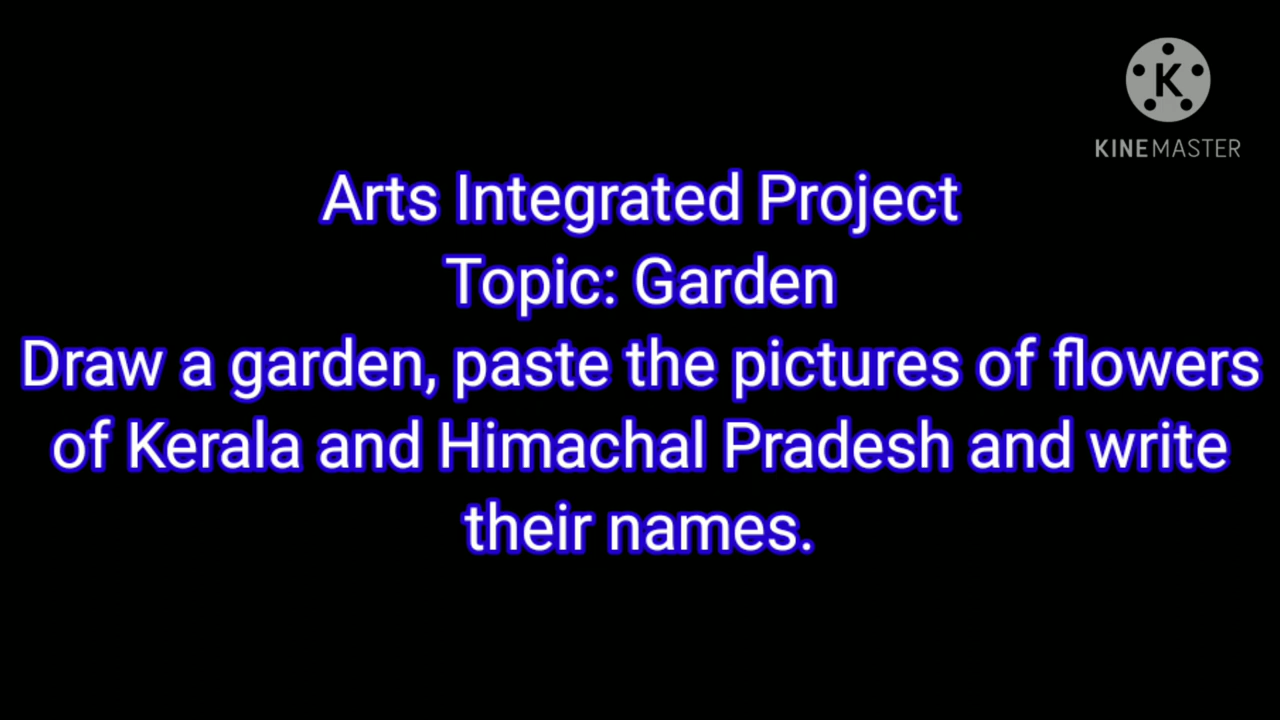 K
KINEMASTER
Arts Integrated Project
Topic: Garden
Draw a garden, paste the pictures of flowers
of Kerala and Himachal Pradesh and write
their names.